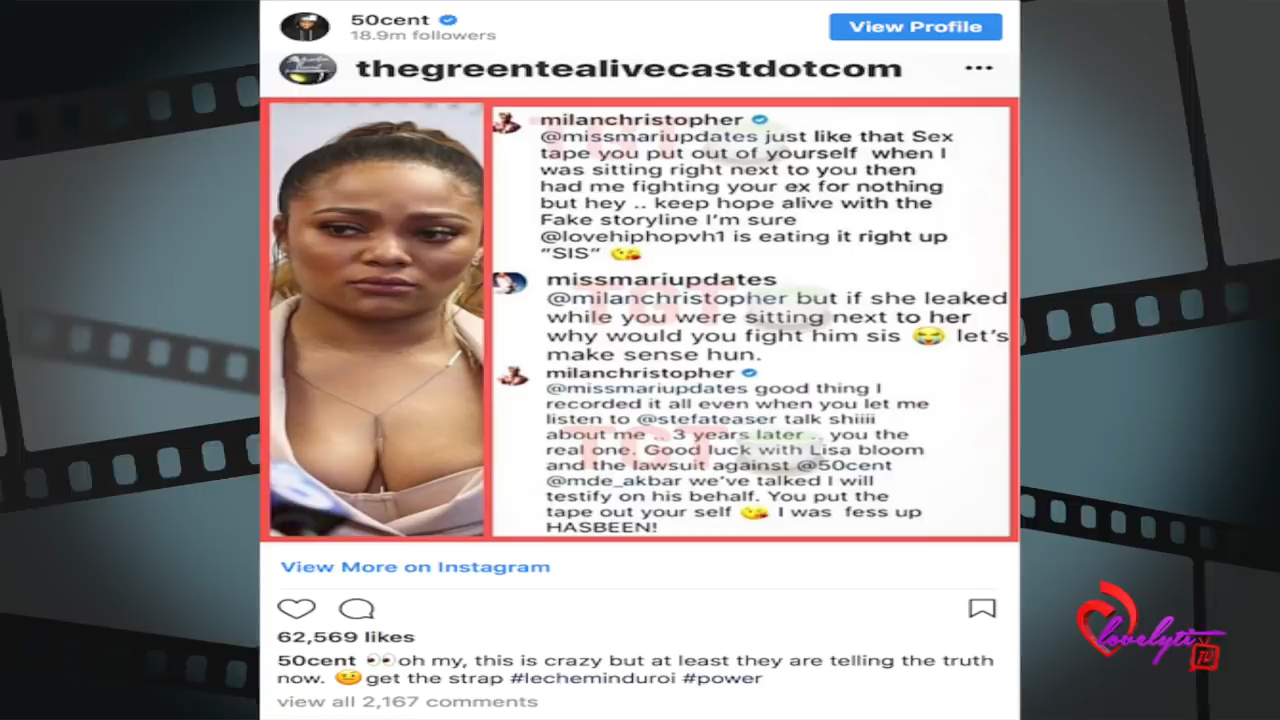 50cent
18.9m followers
View Profile
thegreentealivecastdotcom
milanchristopher
@missmariupdates just like that Sex
tape you put out of yourself when I
was sitting right next to you then
had me fighting your ex for nothing
but hey .. keep hope alive with the
Fake storyline I'm sure
@lovehiphopvh1 is eating it right up
"SIS" 😘
missmariupdates
@milanchristopher but if she leaked
while you were sitting next to her
why would you fight him sis 😭 let's
make sense hun.
milanchristopher
@missmariupdates good thing I
recorded it all even when you let me
listen to @stefateaser talk shiiii
about me .. 3 years later .. you the
real one. Good luck with Lisa bloom
and the lawsuit against @50cent
@mde_akbar we've talked I will
testify on his behalf. You put the
tape out your self 😘 I was fess up
HASBEEN!
TGT
TGT
View More on Instagram
62,569 likes
50cent 👀oh my, this is crazy but at least they are telling the truth
now. 🤨get the strap #lecheminduroi #power
view all 2,167 comments
lovelyti
TV